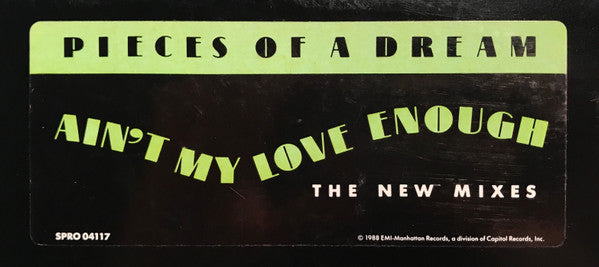 PIECES OF A DREAM
AIN'T MY LOVE ENOUGH
THE NEW MIXES
SPRO 04117
© 1988 EMI-Manhattan Records, a division of Capitol Records, Inc.